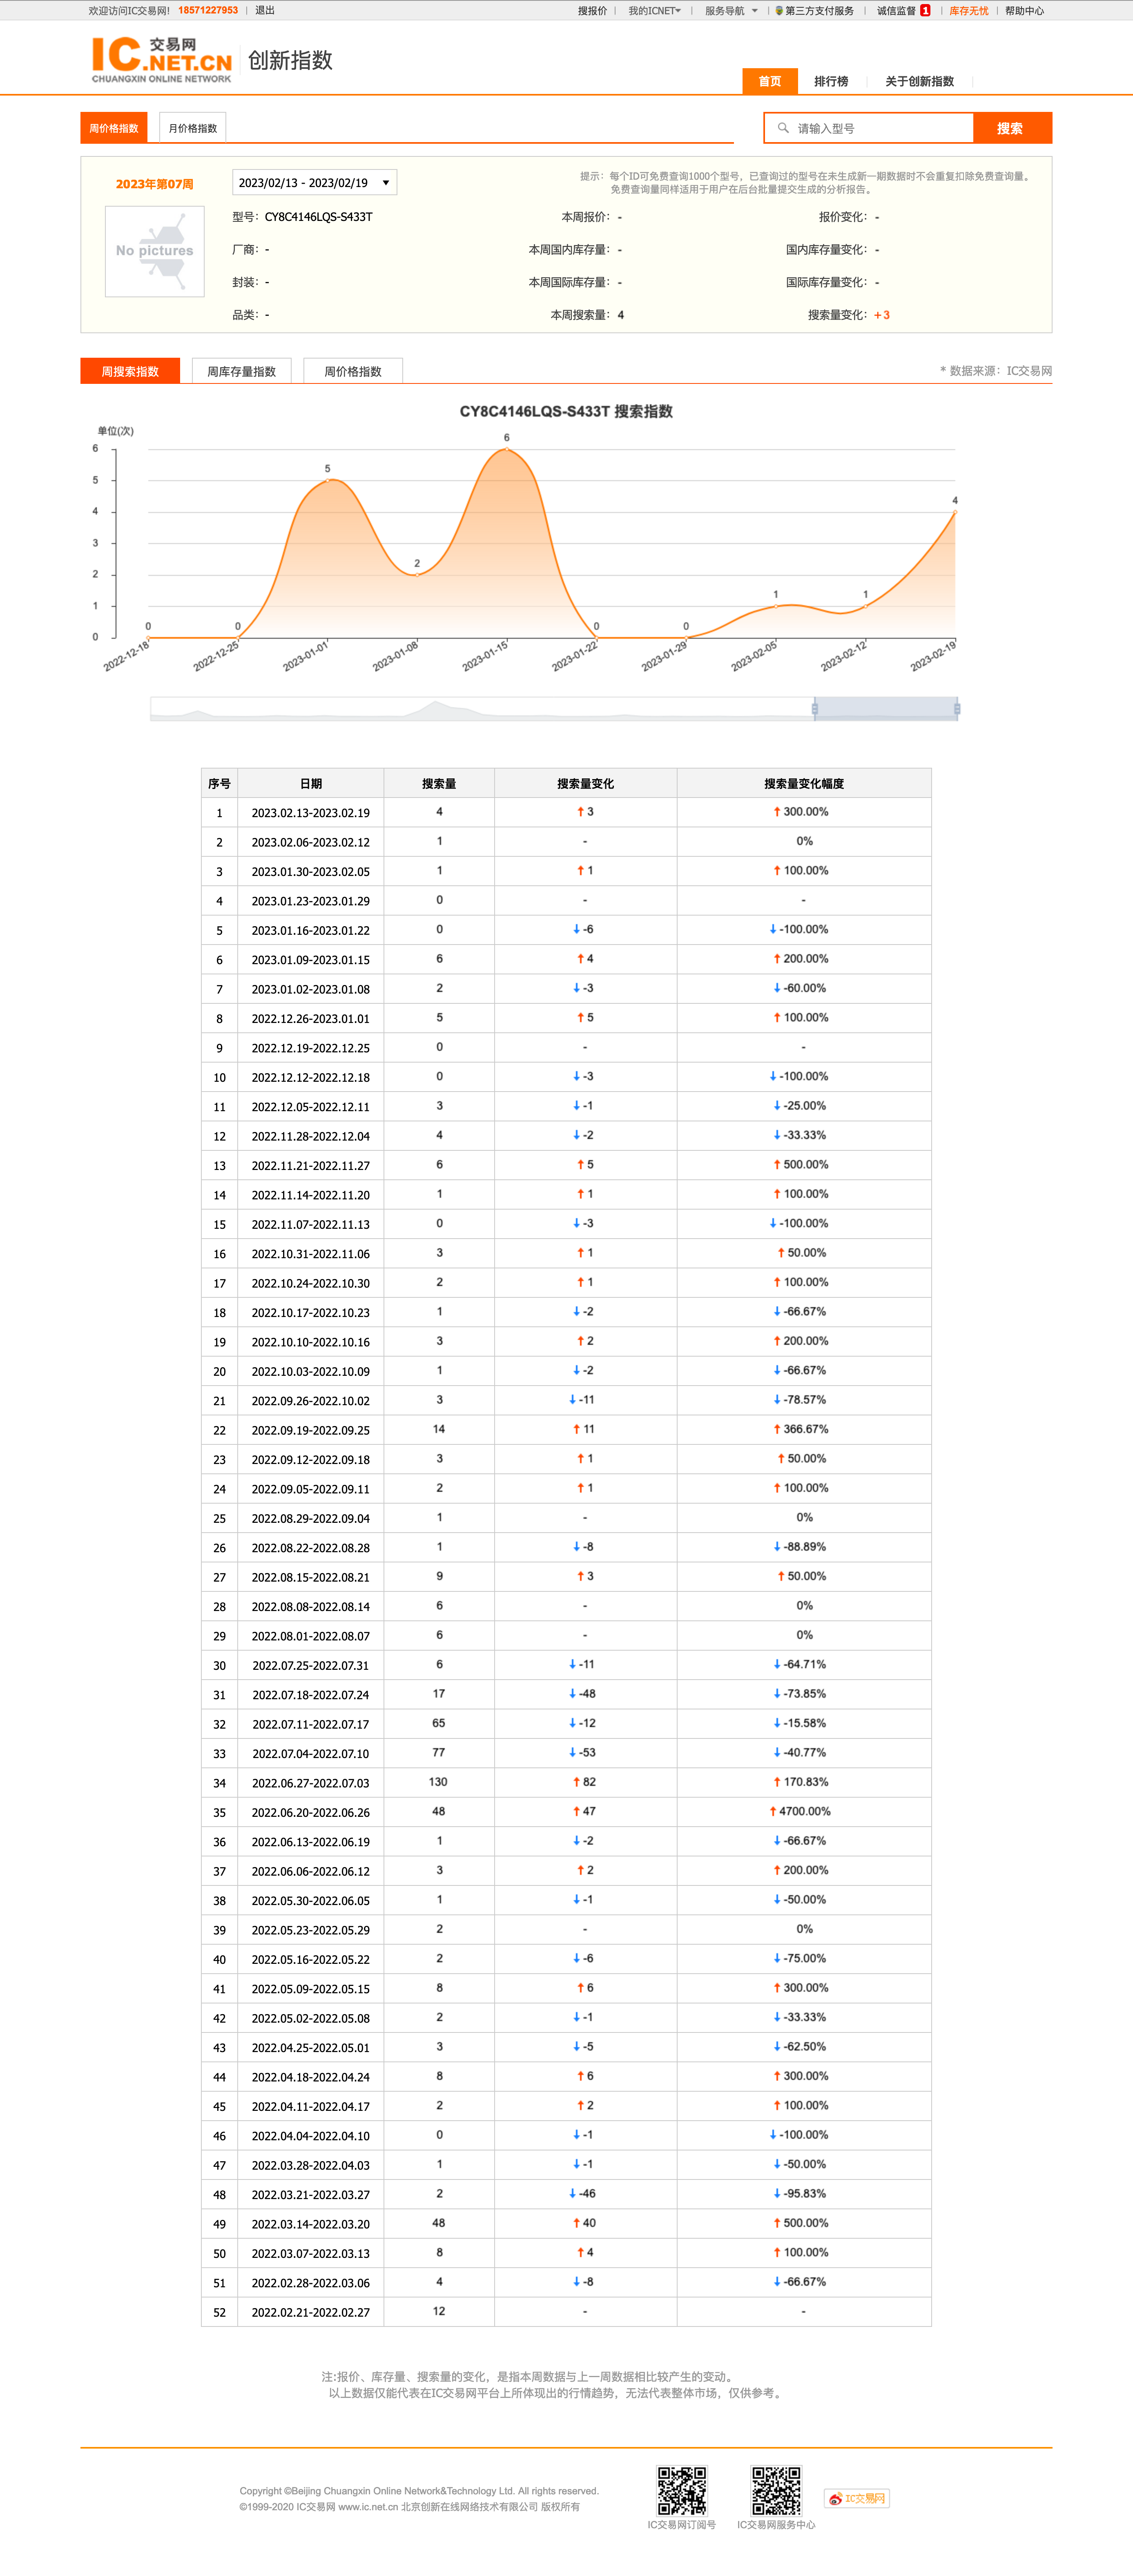 欢迎访问IC交易网! 18571227953 | 退出 搜报价 | 我的ICNET | 服务导航 | 第三方支付服务 | 诚信监督 1 | 库存无忧 | 帮助中心
IC 交易网
.NET.CN
CHUANGXIN ONLINE NETWORK
创新指数
首页 排行榜 关于创新指数
周价格指数 月价格指数 请输入型号 搜索
2023年第07周 2023/02/13 - 2023/02/19
提示：每个ID可免费查询1000个型号，已查询过的型号在未生成新一期数据时不会重复扣除免费查询量。
免费查询量同样适用于用户在后台批量提交生成的分析报告。
No pictures
型号：CY8C4146LQS-S433T 本周报价： - 报价变化： -
厂商： - 本周国内库存量： - 国内库存量变化： -
封装： - 本周国际库存量： - 国际库存量变化： -
品类： - 本周搜索量： 4 搜索量变化： +3
周搜索指数 周库存量指数 周价格指数 * 数据来源：IC交易网
CY8C4146LQS-S433T 搜索指数
单位(次)
6
5
4
3
2
1
0
0 0 5 2 6 0 0 1 1 4
2022-12-18 2022-12-25 2023-01-01 2023-01-08 2023-01-15 2023-01-22 2023-01-29 2023-02-05 2023-02-12 2023-02-19
序号 日期 搜索量 搜索量变化 搜索量变化幅度
1 2023.02.13-2023.02.19 4 ↑3 ↑300.00%
2 2023.02.06-2023.02.12 1 - 0%
3 2023.01.30-2023.02.05 1 ↑1 ↑100.00%
4 2023.01.23-2023.01.29 0 - -
5 2023.01.16-2023.01.22 0 ↓-6 ↓-100.00%
6 2023.01.09-2023.01.15 6 ↑4 ↑200.00%
7 2023.01.02-2023.01.08 2 ↓-3 ↓-60.00%
8 2022.12.26-2023.01.01 5 ↑5 ↑100.00%
9 2022.12.19-2022.12.25 0 - -
10 2022.12.12-2022.12.18 0 ↓-3 ↓-100.00%
11 2022.12.05-2022.12.11 3 ↓-1 ↓-25.00%
12 2022.11.28-2022.12.04 4 ↓-2 ↓-33.33%
13 2022.11.21-2022.11.27 6 ↑5 ↑500.00%
14 2022.11.14-2022.11.20 1 ↑1 ↑100.00%
15 2022.11.07-2022.11.13 0 ↓-3 ↓-100.00%
16 2022.10.31-2022.11.06 3 ↑1 ↑50.00%
17 2022.10.24-2022.10.30 2 ↑1 ↑100.00%
18 2022.10.17-2022.10.23 1 ↓-2 ↓-66.67%
19 2022.10.10-2022.10.16 3 ↑2 ↑200.00%
20 2022.10.03-2022.10.09 1 ↓-2 ↓-66.67%
21 2022.09.26-2022.10.02 3 ↓-11 ↓-78.57%
22 2022.09.19-2022.09.25 14 ↑11 ↑366.67%
23 2022.09.12-2022.09.18 3 ↑1 ↑50.00%
24 2022.09.05-2022.09.11 2 ↑1 ↑100.00%
25 2022.08.29-2022.09.04 1 - 0%
26 2022.08.22-2022.08.28 1 ↓-8 ↓-88.89%
27 2022.08.15-2022.08.21 9 ↑3 ↑50.00%
28 2022.08.08-2022.08.14 6 - 0%
29 2022.08.01-2022.08.07 6 - 0%
30 2022.07.25-2022.07.31 6 ↓-11 ↓-64.71%
31 2022.07.18-2022.07.24 17 ↓-48 ↓-73.85%
32 2022.07.11-2022.07.17 65 ↓-12 ↓-15.58%
33 2022.07.04-2022.07.10 77 ↓-53 ↓-40.77%
34 2022.06.27-2022.07.03 130 ↑82 ↑170.83%
35 2022.06.20-2022.06.26 48 ↑47 ↑4700.00%
36 2022.06.13-2022.06.19 1 ↓-2 ↓-66.67%
37 2022.06.06-2022.06.12 3 ↑2 ↑200.00%
38 2022.05.30-2022.06.05 1 ↓-1 ↓-50.00%
39 2022.05.23-2022.05.29 2 - 0%
40 2022.05.16-2022.05.22 2 ↓-6 ↓-75.00%
41 2022.05.09-2022.05.15 8 ↑6 ↑300.00%
42 2022.05.02-2022.05.08 2 ↓-1 ↓-33.33%
43 2022.04.25-2022.05.01 3 ↓-5 ↓-62.50%
44 2022.04.18-2022.04.24 8 ↑6 ↑300.00%
45 2022.04.11-2022.04.17 2 ↑2 ↑100.00%
46 2022.04.04-2022.04.10 0 ↓-1 ↓-100.00%
47 2022.03.28-2022.04.03 1 ↓-1 ↓-50.00%
48 2022.03.21-2022.03.27 2 ↓-46 ↓-95.83%
49 2022.03.14-2022.03.20 48 ↑40 ↑500.00%
50 2022.03.07-2022.03.13 8 ↑4 ↑100.00%
51 2022.02.28-2022.03.06 4 ↓-8 ↓-66.67%
52 2022.02.21-2022.02.27 12 - -
注:报价、库存量、搜索量的变化，是指本周数据与上一周数据相比较产生的变动。
以上数据仅能代表在IC交易网平台上所体现出的行情趋势，无法代表整体市场，仅供参考。
Copyright ©Beijing Chuangxin Online Network&Technology Ltd. All rights reserved.
©1999-2020 IC交易网 www.ic.net.cn 北京创新在线网络技术有限公司 版权所有
IC交易网订阅号 IC交易网服务中心 IC交易网